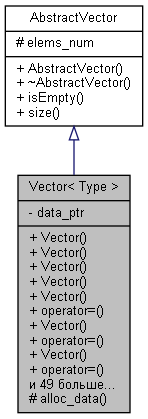 AbstractVector
# elems_num
+ AbstractVector()
+ ~AbstractVector()
+ isEmpty()
+ size()
Vector< Type >
- data_ptr
+ Vector()
+ Vector()
+ Vector()
+ Vector()
+ Vector()
+ operator=()
+ Vector()
+ operator=()
+ Vector()
+ operator=()
и 49 больше...
# alloc_data()